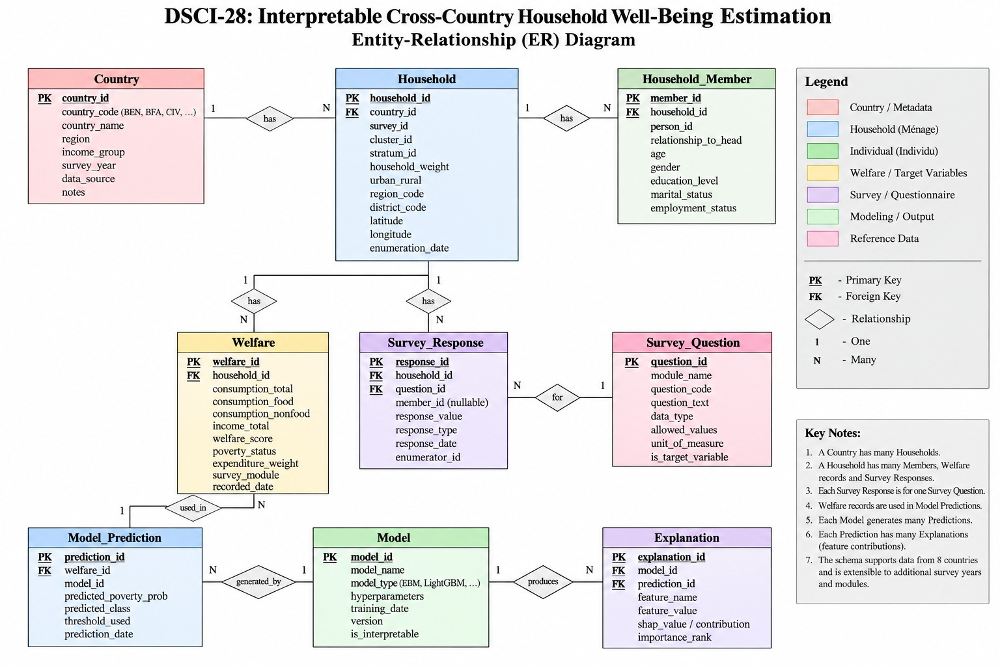 DSCI-28: Interpretable Cross-Country Household Well-Being Estimation
Entity-Relationship (ER) Diagram
Country
PK country_id
country_code (BEN, BFA, CIV, ...)
country_name
region
income_group
survey_year
data_source
notes
1
has
N
Household
PK household_id
FK country_id
survey_id
cluster_id
stratum_id
household_weight
urban_rural
region_code
district_code
latitude
longitude
enumeration_date
1
has
N
Household_Member
PK member_id
FK household_id
person_id
relationship_to_head
age
gender
education_level
marital_status
employment_status
Legend
Country / Metadata
Household (Ménage)
Individual (Individu)
Welfare / Target Variables
Survey / Questionnaire
Modeling / Output
Reference Data
PK - Primary Key
FK - Foreign Key
- Relationship
1 - One
N - Many
1
has
N
1
has
N
Welfare
PK welfare_id
FK household_id
consumption_total
consumption_food
consumption_nonfood
income_total
welfare_score
poverty_status
expenditure_weight
survey_module
recorded_date
Survey_Response
PK response_id
FK household_id
FK question_id
member_id (nullable)
response_value
response_type
response_date
enumerator_id
N
for
1
Survey_Question
PK question_id
module_name
question_code
question_text
data_type
allowed_values
unit_of_measure
is_target_variable
Key Notes:
1. A Country has many Households.
2. A Household has many Members, Welfare
records and Survey Responses.
3. Each Survey Response is for one Survey Question.
4. Welfare records are used in Model Predictions.
5. Each Model generates many Predictions.
6. Each Prediction has many Explanations
(feature contributions).
7. The schema supports data from 8 countries
and is extensible to additional survey years
and modules.
1
used_in
N
Model_Prediction
PK prediction_id
FK welfare_id
model_id
predicted_poverty_prob
predicted_class
threshold_used
prediction_date
N
generated_by
1
Model
PK model_id
model_name
model_type (EBM, LightGBM, ...)
hyperparameters
training_date
version
is_interpretable
1
produces
N
Explanation
PK explanation_id
FK model_id
FK prediction_id
feature_name
feature_value
shap_value / contribution
importance_rank